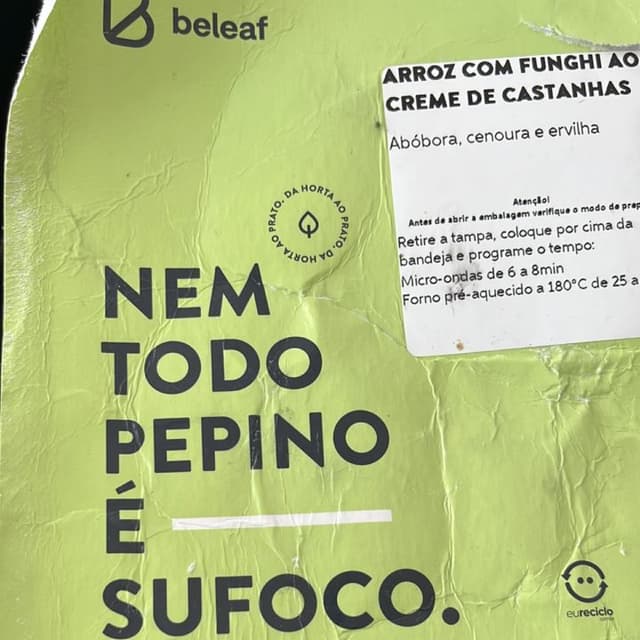 beleaf
ARROZ COM FUNGHI AO
CREME DE CASTANHAS
Abóbora, cenoura e ervilha
Atenção!
Antes de abrir a embalagem verifique o modo de
Retire a tampa, coloque por cima da
bandeja e programe o tempo:
Micro-ondas de 6 a 8min
Forno pré-aquecido a 180°C de 25 a
DA HORTA AO PRATO. DA HORTA AO PRATO.
NEM
TODO
PEPINO
É
SUFOCO.
eureciclo